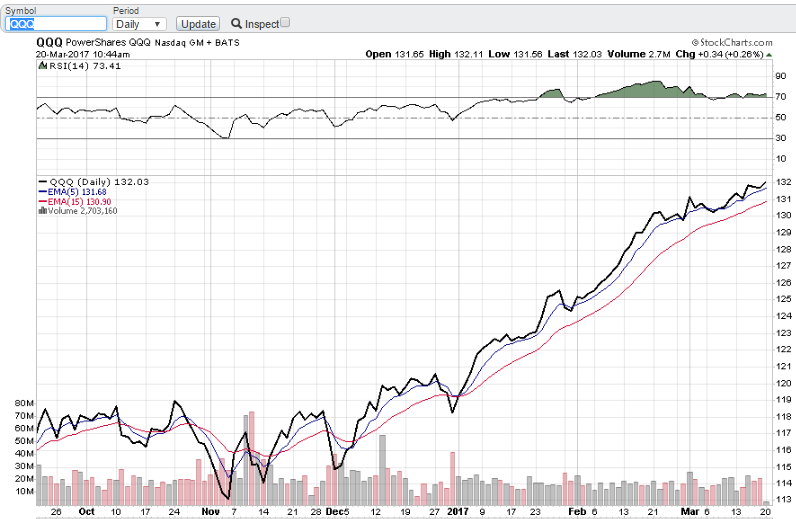 Symbol Period
QQQ Daily Update Inspect
QQQ PowerShares QQQ Nasdaq GM + BATS © StockCharts.com
20-Mar-2017 10:44am Open 131.65 High 132.11 Low 131.56 Last 132.03 Volume 2.7M Chg +0.34 (+0.26%)
RSI(14) 73.41
90
70
50
30
10
QQQ (Daily) 132.03
EMA(5) 131.68
EMA(15) 130.90
Volume 2,703,160
132
131
130
129
128
127
126
125
124
123
122
121
120
80M 119
70M 118
60M 117
50M
40M 116
30M 115
20M 114
10M 113
26 Oct 10 17 24 Nov 7 14 21 28 Dec 5 12 19 27 2017 9 17 23 Feb 6 13 21 Mar 6 13 20